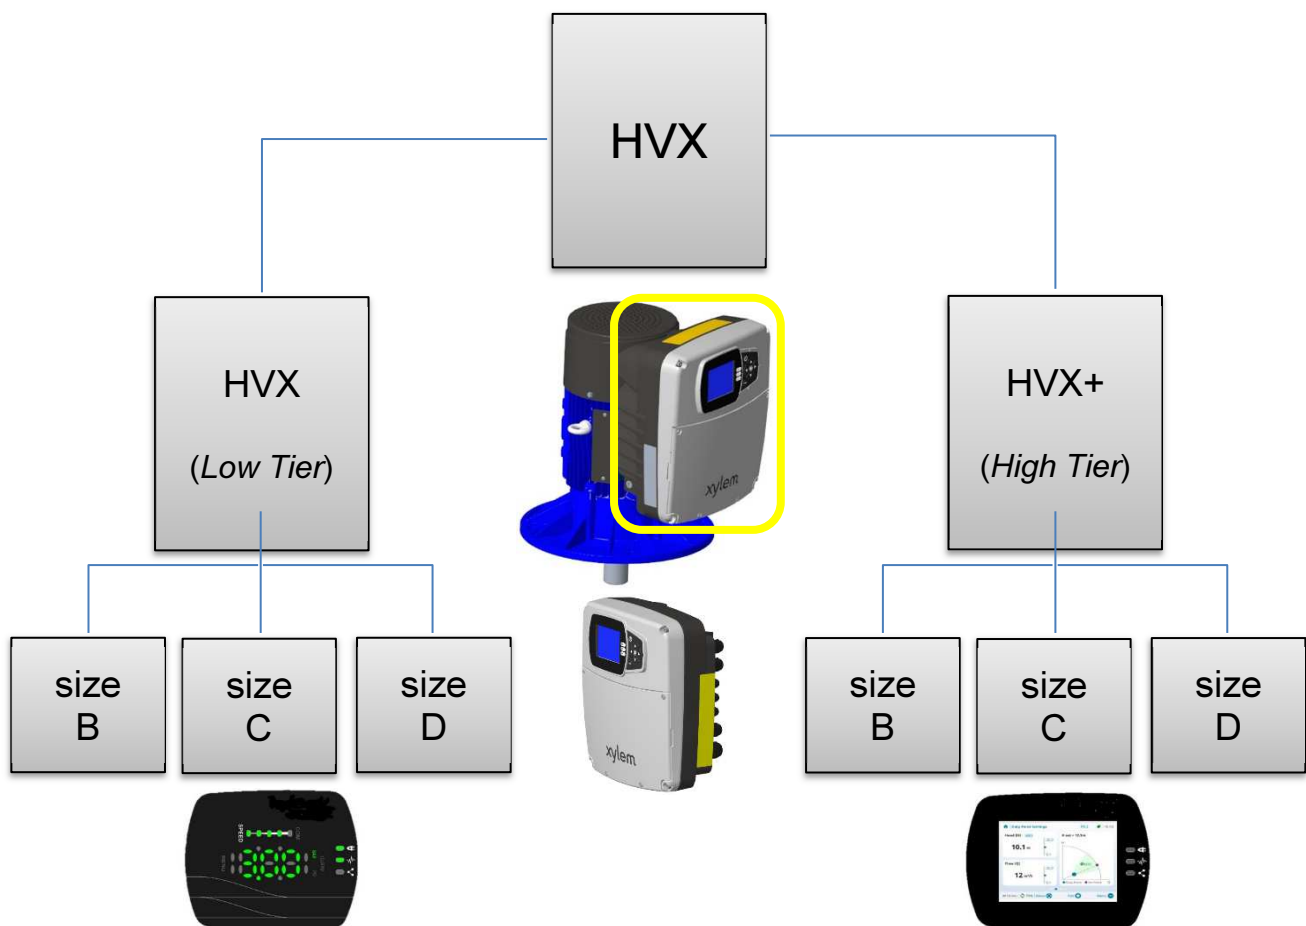 HVX
HVX
(Low Tier)
HVX+
(High Tier)
xylem
size
B
size
C
size
D
xylem
size
B
size
C
size
D
SPEED
10.1
12